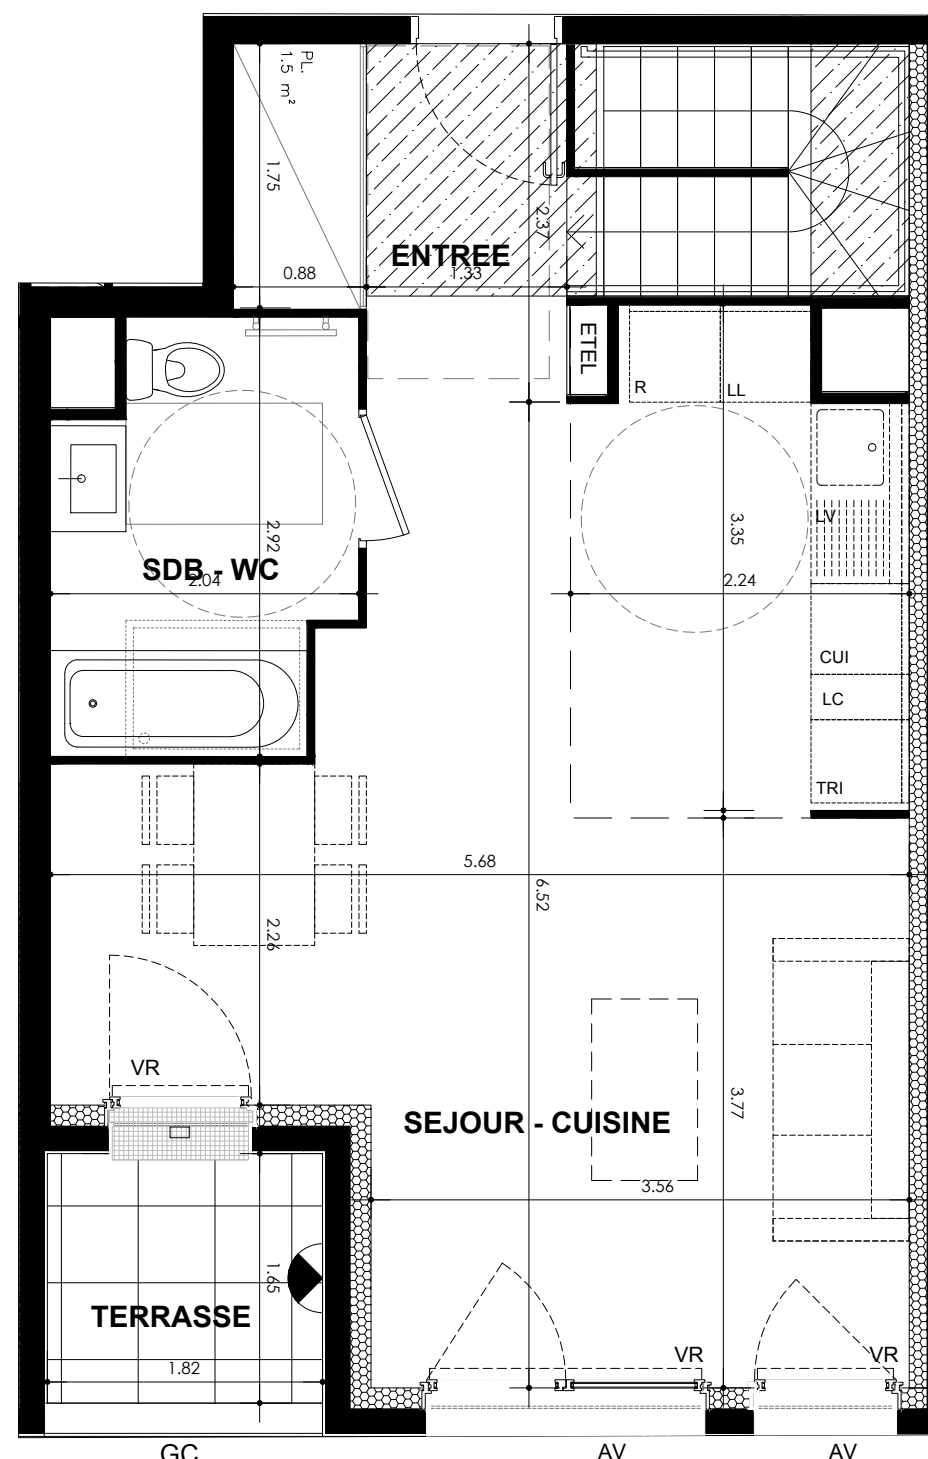 PL.
1.5 m²
1.75
2.37
ENTREE
0.88
1.33
ETEL
R
LL
LV
2.92
3.35
SDB - WC
2.04
2.24
CUI
LC
TRI
5.68
6.52
2.26
VR
3.77
SEJOUR - CUISINE
3.56
1.65
TERRASSE
1.82
VR
VR
GC
AV
AV